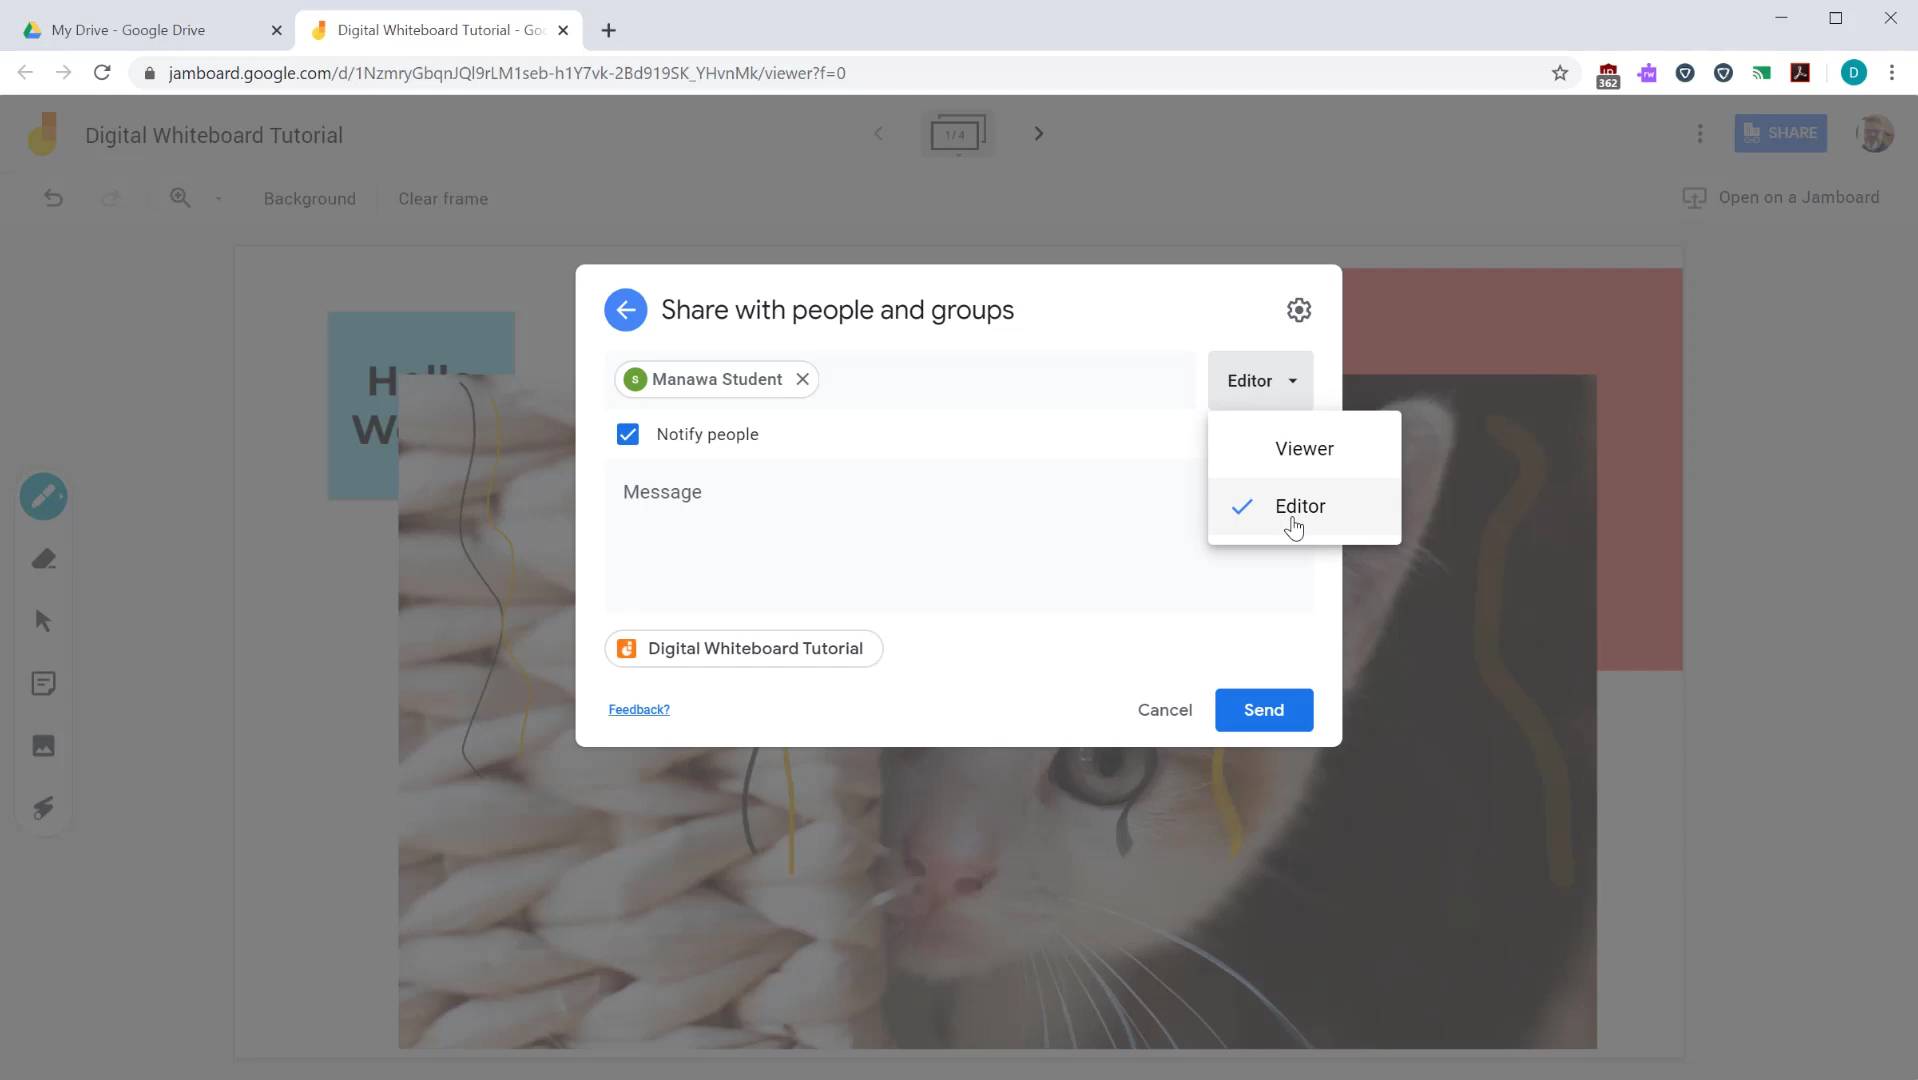 My Drive - Google Drive
Digital Whiteboard Tutorial - Goo
jamboard.google.com/d/1NzmryGbqnJQl9rLM1seb-h1Y7vk-2Bd919SK_YHvnMk/viewer?f=0
362
rw
D
Digital Whiteboard Tutorial
1/4
SHARE
Background
Clear frame
Open on a Jamboard
Share with people and groups
S Manawa Student
Editor
Notify people
Viewer
Message
Editor
Digital Whiteboard Tutorial
Feedback?
Cancel
Send